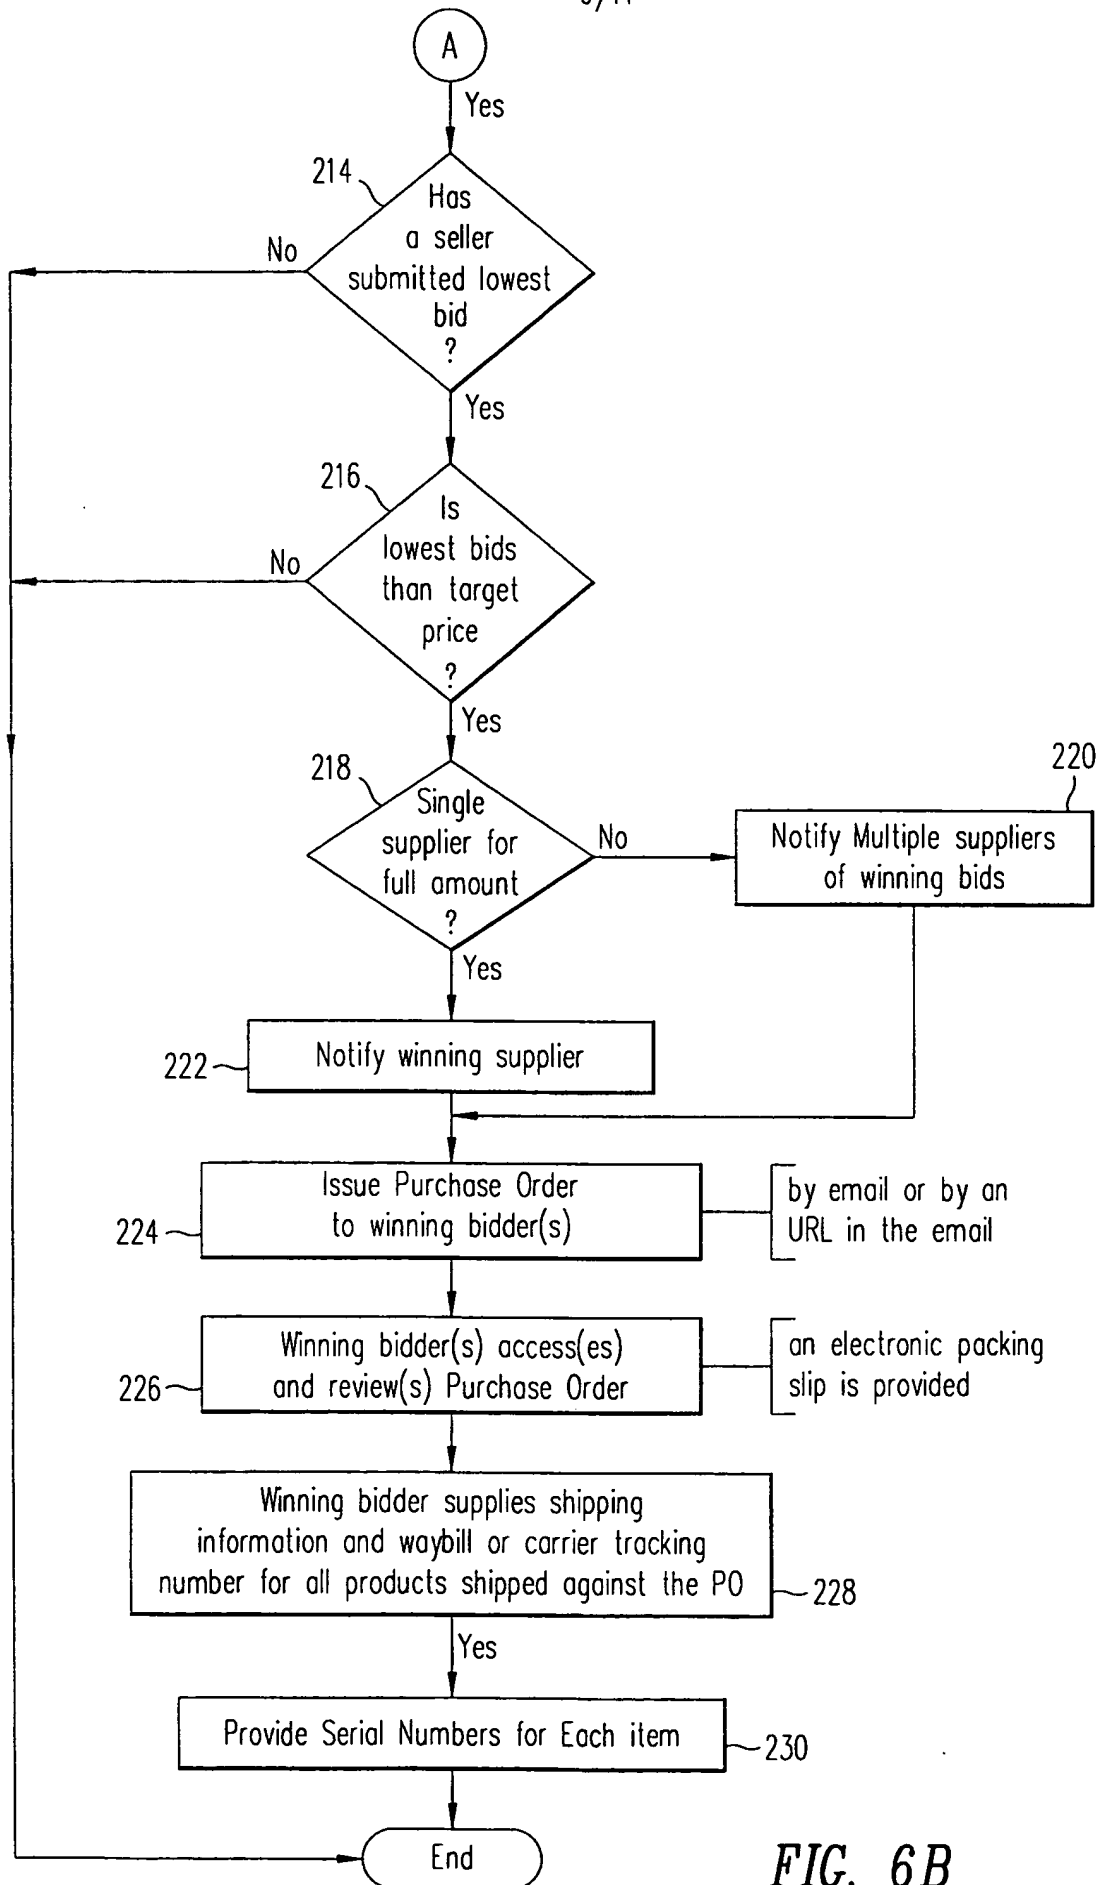 A
Yes
214
Has
a seller
submitted lowest
bid
?
No
Yes
216
Is
lowest bids
than target
price
?
No
Yes
218
Single
supplier for
full amount
?
No
220
Notify Multiple suppliers
of winning bids
Yes
222
Notify winning supplier
224
Issue Purchase Order
to winning bidder(s)
by email or by an
URL in the email
226
Winning bidder(s) access(es)
and review(s) Purchase Order
an electronic packing
slip is provided
Winning bidder supplies shipping
information and waybill or carrier tracking
number for all products shipped against the PO
228
Yes
Provide Serial Numbers for Each item
230
End
FIG. 6B